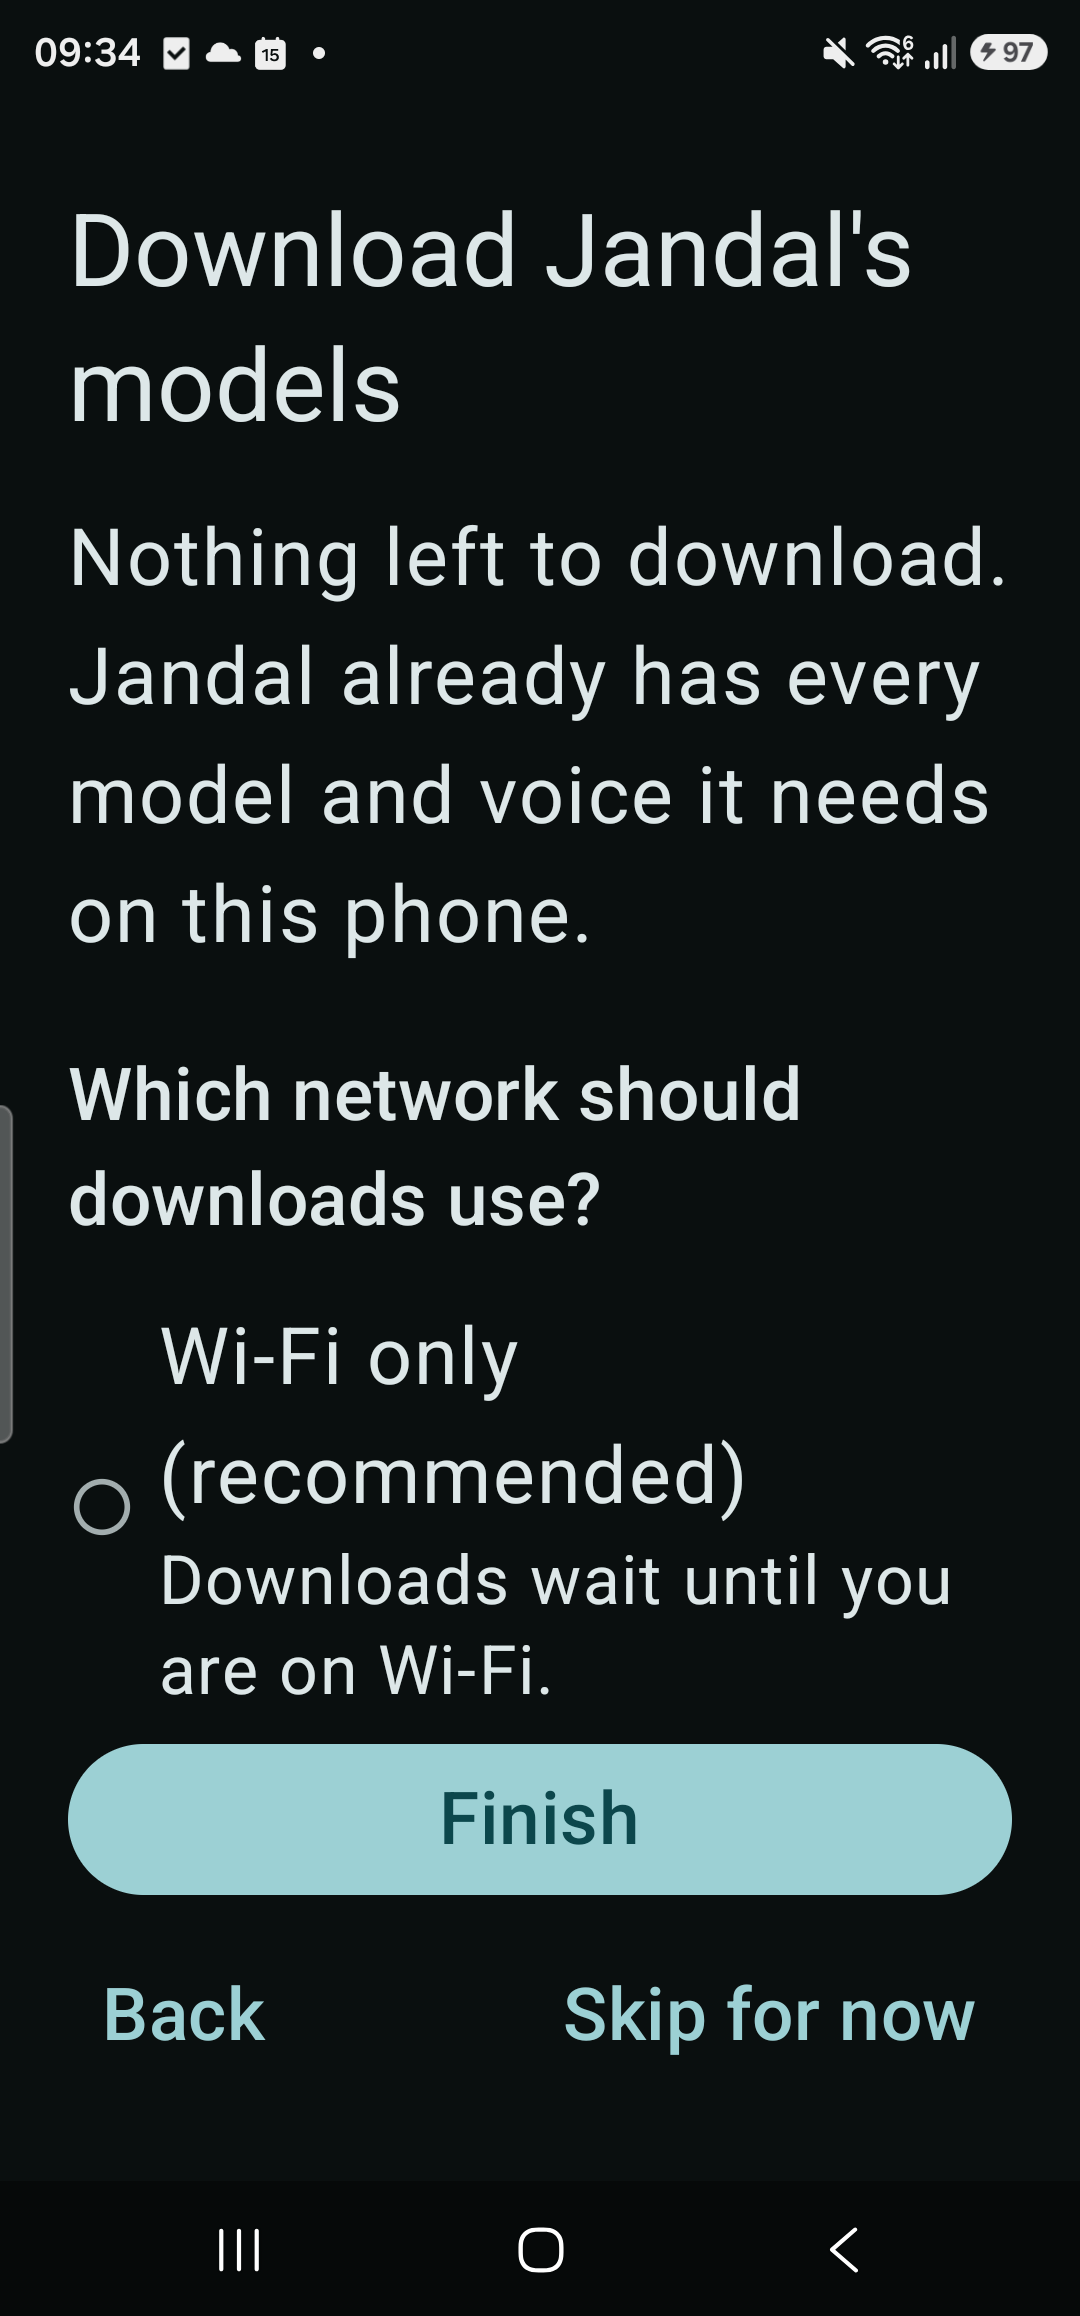 09:34
15
6
97
Download Jandal's
models
Nothing left to download.
Jandal already has every
model and voice it needs
on this phone.
Which network should
downloads use?
Wi-Fi only
(recommended)
Downloads wait until you
are on Wi-Fi.
Finish
Back
Skip for now